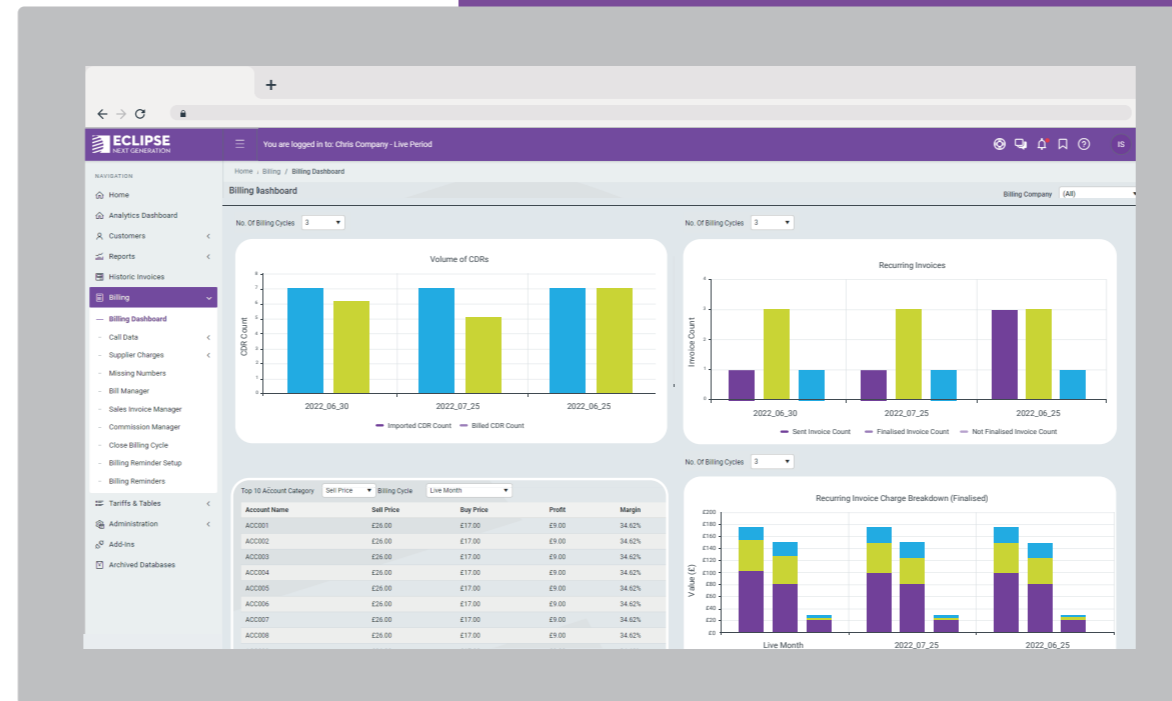 +
ECLIPSE
NEXT GENERATION
You are logged in to: Chris Company - Live Period
IS
NAVIGATION
Home
Analytics Dashboard
Customers
Reports
Historic Invoices
Billing
Billing Dashboard
Call Data
Supplier Charges
Missing Numbers
Bill Manager
Sales Invoice Manager
Commission Manager
Close Billing Cycle
Billing Reminder Setup
Billing Reminders
Tariffs & Tables
Administration
Add-Ins
Archived Databases
Home / Billing / Billing Dashboard
Billing Dashboard
Billing Company (All)
No. Of Billing Cycles 3
Volume of CDRs
CDR Count
8
7
6
5
4
3
2
1
0
2022_06_30 2022_07_25 2022_06_25
Imported CDR Count Billed CDR Count
No. Of Billing Cycles 3
Recurring Invoices
Invoice Count
4
3
2
1
0
2022_06_30 2022_07_25 2022_06_25
Sent Invoice Count Finalised Invoice Count Not Finalised Invoice Count
Top 10 Account Category Sell Price Billing Cycle Live Month
Account Name Sell Price Buy Price Profit Margin
ACC001 £26.00 £17.00 £9.00 34.62%
ACC002 £26.00 £17.00 £9.00 34.62%
ACC003 £26.00 £17.00 £9.00 34.62%
ACC004 £26.00 £17.00 £9.00 34.62%
ACC005 £26.00 £17.00 £9.00 34.62%
ACC006 £26.00 £17.00 £9.00 34.62%
ACC007 £26.00 £17.00 £9.00 34.62%
ACC008 £26.00 £17.00 £9.00 34.62%
No. Of Billing Cycles 3
Recurring Invoice Charge Breakdown (Finalised)
Value (£)
£200
£180
£160
£140
£120
£100
£80
£60
£40
£20
£0
Live Month 2022_07_25 2022_06_25